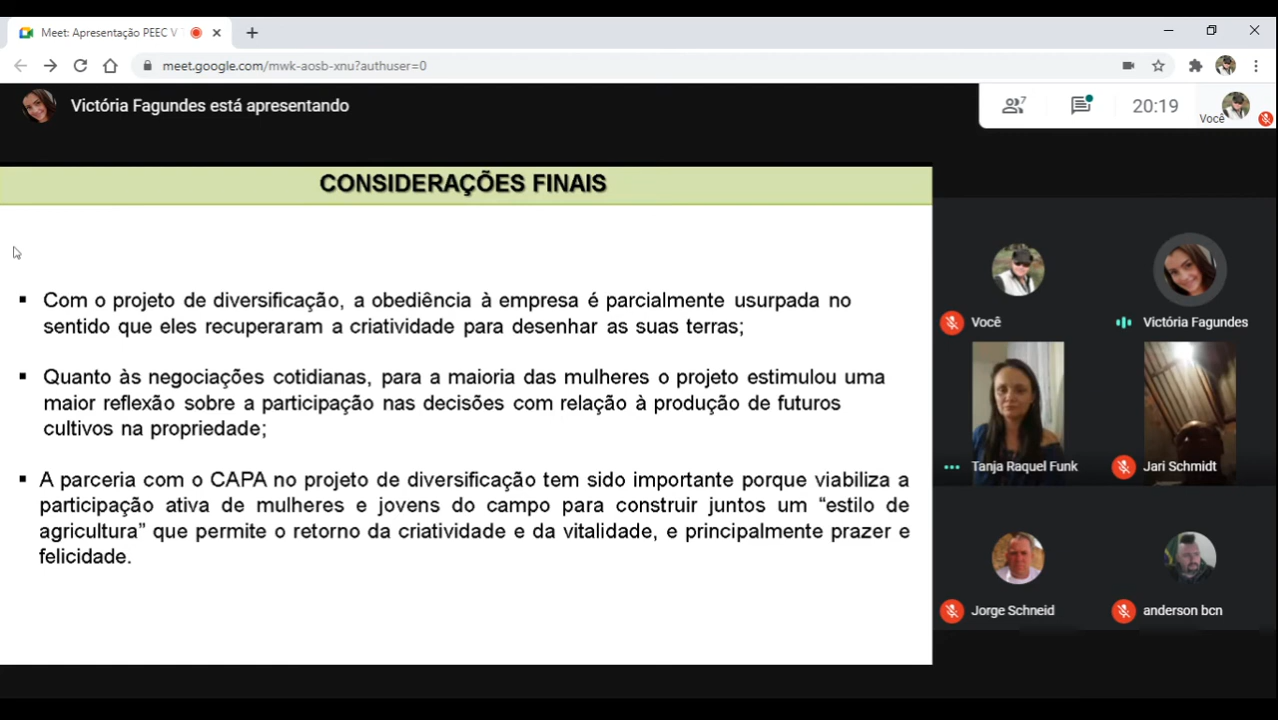 Meet: Apresentação PEEC V
meet.google.com/mwk-aosb-xnu?authuser=0
Victória Fagundes está apresentando
7
20:19
Você
CONSIDERAÇÕES FINAIS
▪ Com o projeto de diversificação, a obediência à empresa é parcialmente usurpada no
sentido que eles recuperaram a criatividade para desenhar as suas terras;
▪ Quanto às negociações cotidianas, para a maioria das mulheres o projeto estimulou uma
maior reflexão sobre a participação nas decisões com relação à produção de futuros
cultivos na propriedade;
▪ A parceria com o CAPA no projeto de diversificação tem sido importante porque viabiliza a
participação ativa de mulheres e jovens do campo para construir juntos um “estilo de
agricultura” que permite o retorno da criatividade e da vitalidade, e principalmente prazer e
felicidade.
Você
Victória Fagundes
Tanja Raquel Funk
Jari Schmidt
Jorge Schneid
anderson bcn